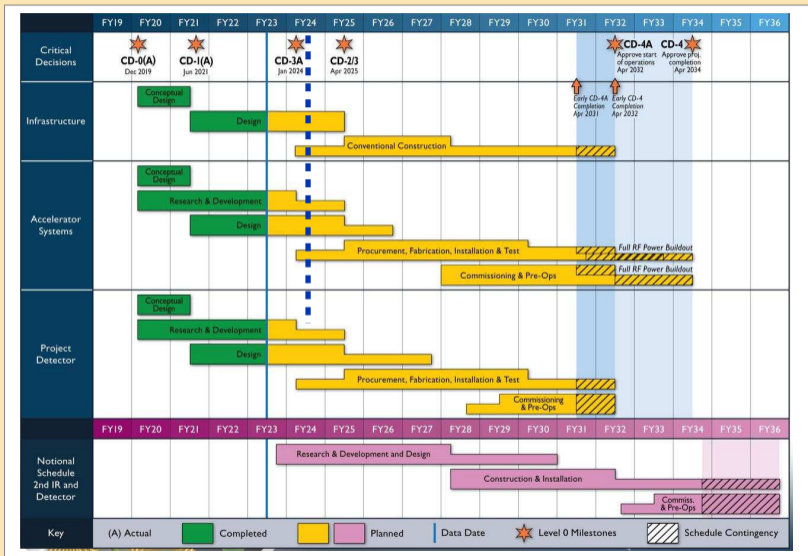 FY19 FY20 FY21 FY22 FY23 FY24 FY25 FY26 FY27 FY28 FY29 FY30 FY31 FY32 FY33 FY34 FY35 FY36
Critical
Decisions
CD-0(A)
Dec 2019
CD-1(A)
Jun 2021
CD-3A
Jan 2024
CD-2/3
Apr 2025
CD-4A
Approve start
of operations
Apr 2032
CD-4
Approve proj.
completion
Apr 2034
Infrastructure
Conceptual
Design
Design
Conventional Construction
Early CD-4A
Completion
Apr 2031
Early CD-4
Completion
Apr 2032
Accelerator
Systems
Conceptual
Design
Research & Development
Design
Procurement, Fabrication, Installation & Test
Full RF Power Buildout
Commissioning & Pre-Ops
Full RF Power Buildout
Project
Detector
Conceptual
Design
Research & Development
Design
Procurement, Fabrication, Installation & Test
Commissioning
& Pre-Ops
FY19 FY20 FY21 FY22 FY23 FY24 FY25 FY26 FY27 FY28 FY29 FY30 FY31 FY32 FY33 FY34 FY35 FY36
Notional
Schedule
2nd IR and
Detector
Research & Development and Design
Construction & Installation
Commiss.
& Pre-Ops
Key
(A) Actual
Completed
Planned
Data Date
Level 0 Milestones
Schedule Contingency